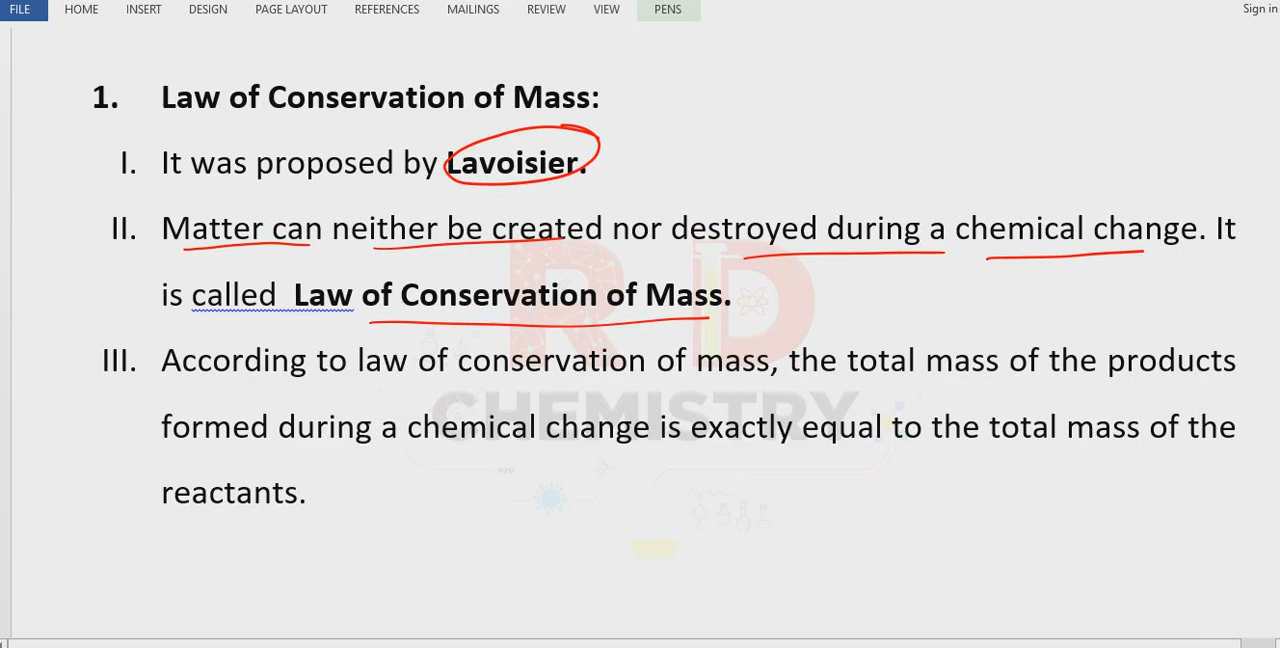 FILE HOME INSERT DESIGN PAGE LAYOUT REFERENCES MAILINGS REVIEW VIEW PENS Sign in
1. Law of Conservation of Mass:
I. It was proposed by Lavoisier.
II. Matter can neither be created nor destroyed during a chemical change. It
is called Law of Conservation of Mass.
III. According to law of conservation of mass, the total mass of the products
formed during a chemical change is exactly equal to the total mass of the
reactants.
R D
CHEMISTRY
H2O